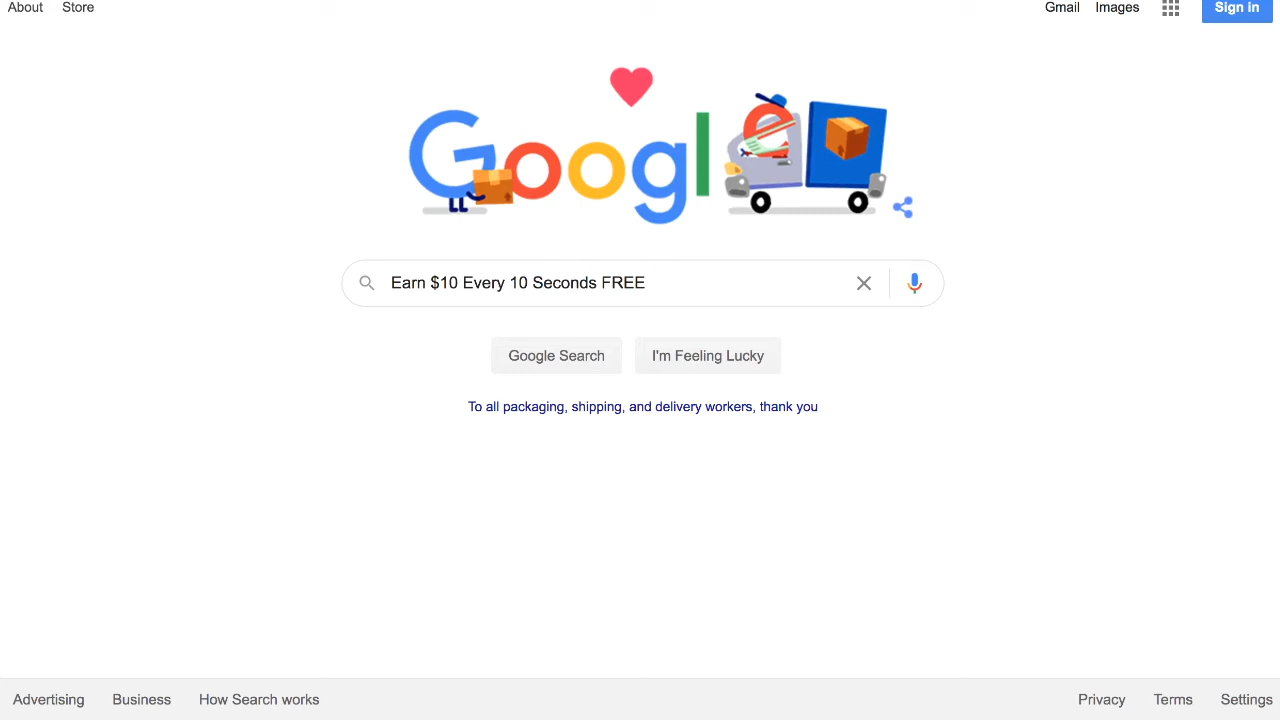 About Store Gmail Images Sign in
Google
Earn $10 Every 10 Seconds FREE
Google Search I'm Feeling Lucky
To all packaging, shipping, and delivery workers, thank you
Advertising Business How Search works Privacy Terms Settings